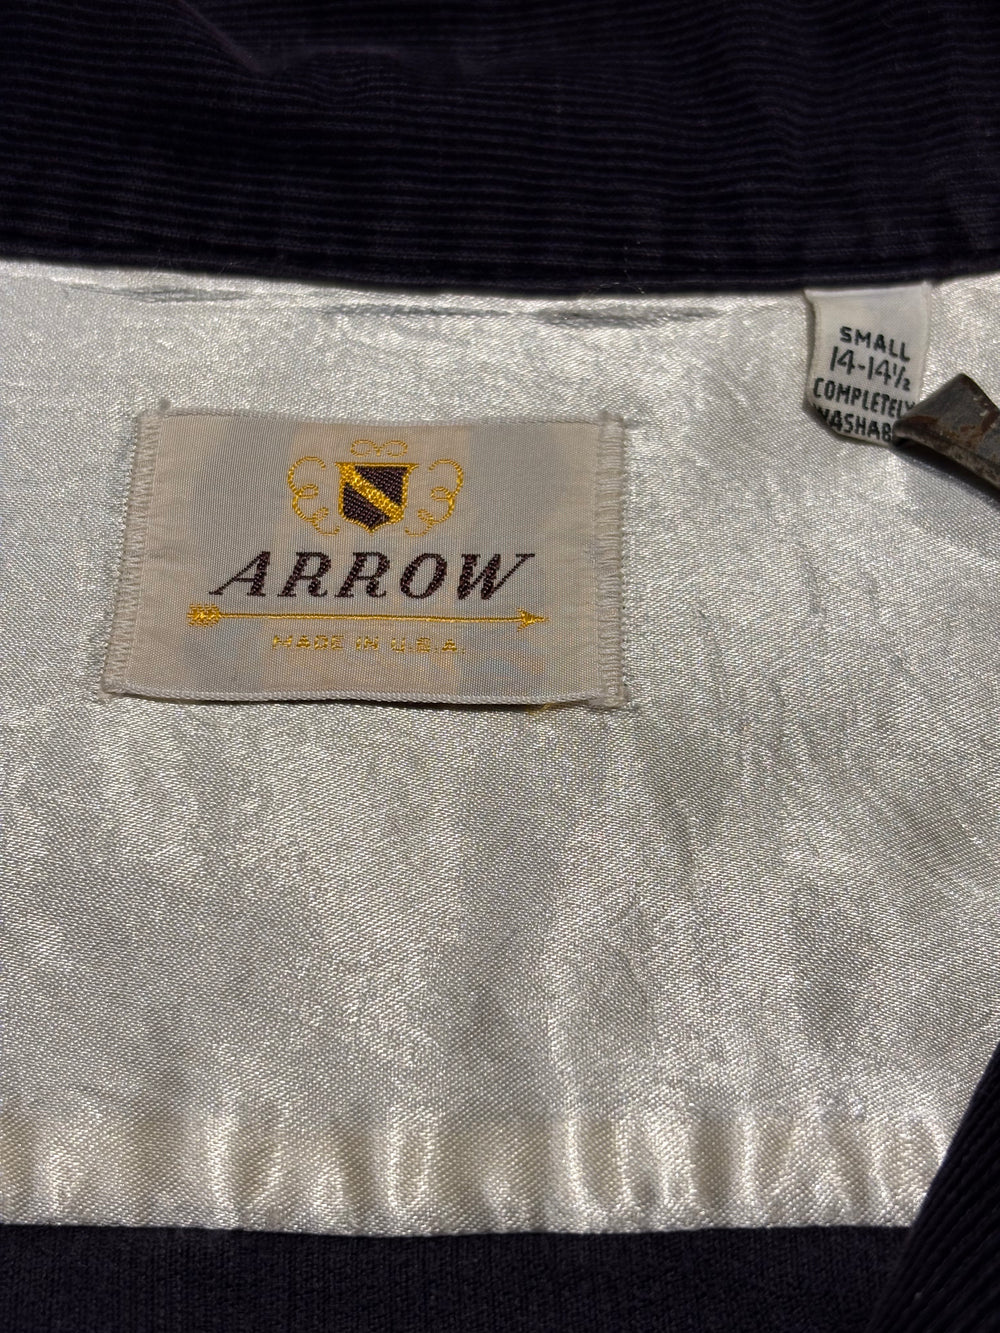 ARROW
MADE IN U.S.A.
SMALL
14-14½
COMPLETELY